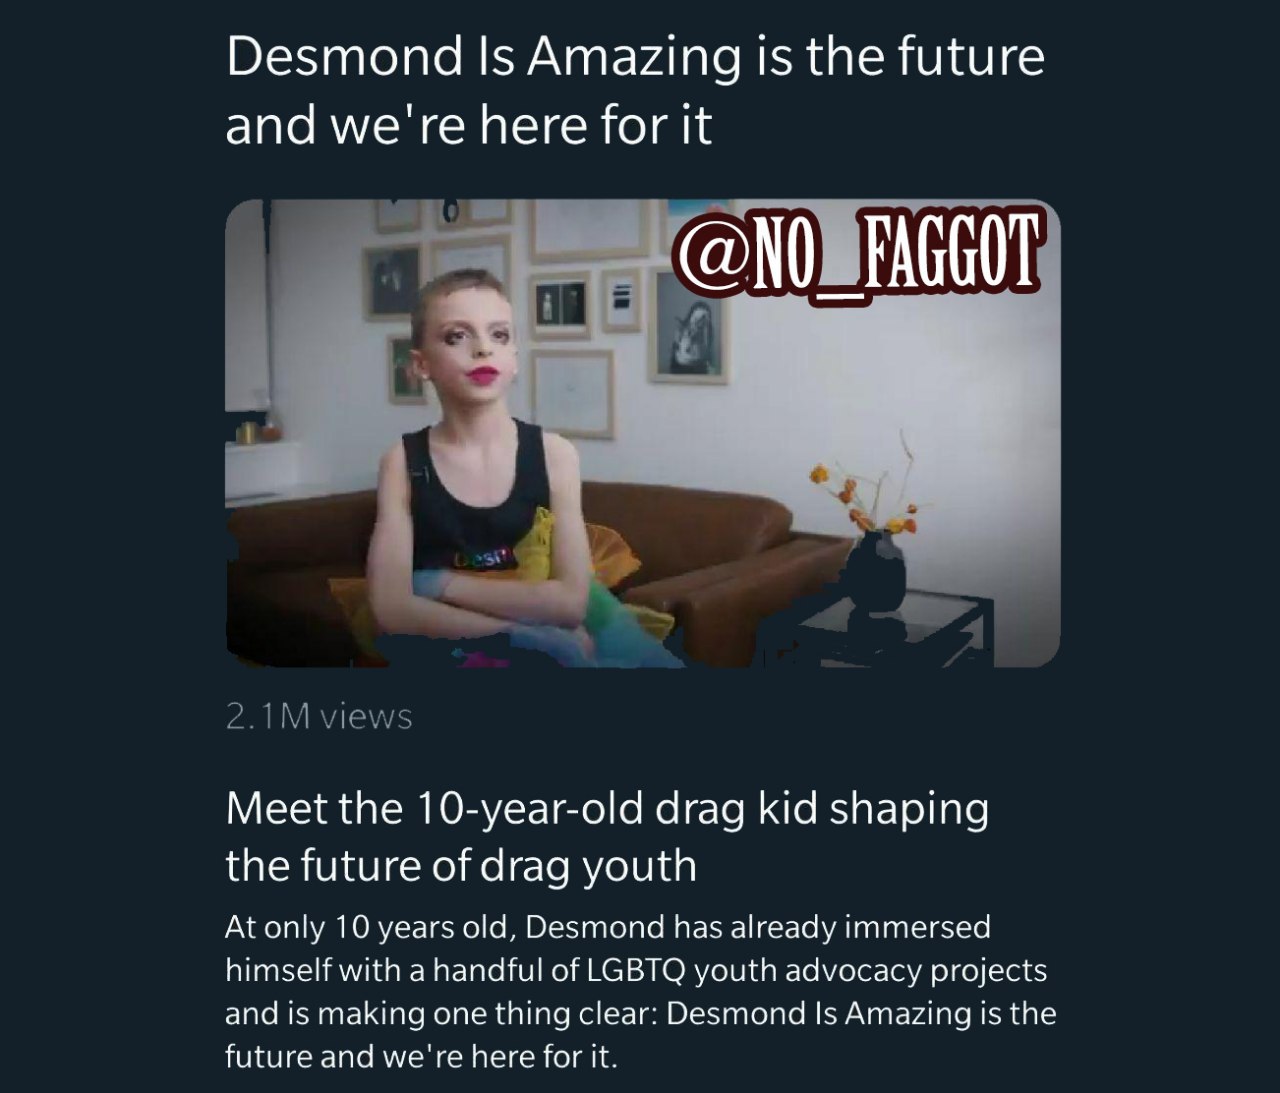 Desmond Is Amazing is the future
and we're here for it
@NO_FAGGOT
Desm
2.1M views
Meet the 10-year-old drag kid shaping
the future of drag youth
At only 10 years old, Desmond has already immersed
himself with a handful of LGBTQ youth advocacy projects
and is making one thing clear: Desmond Is Amazing is the
future and we're here for it.